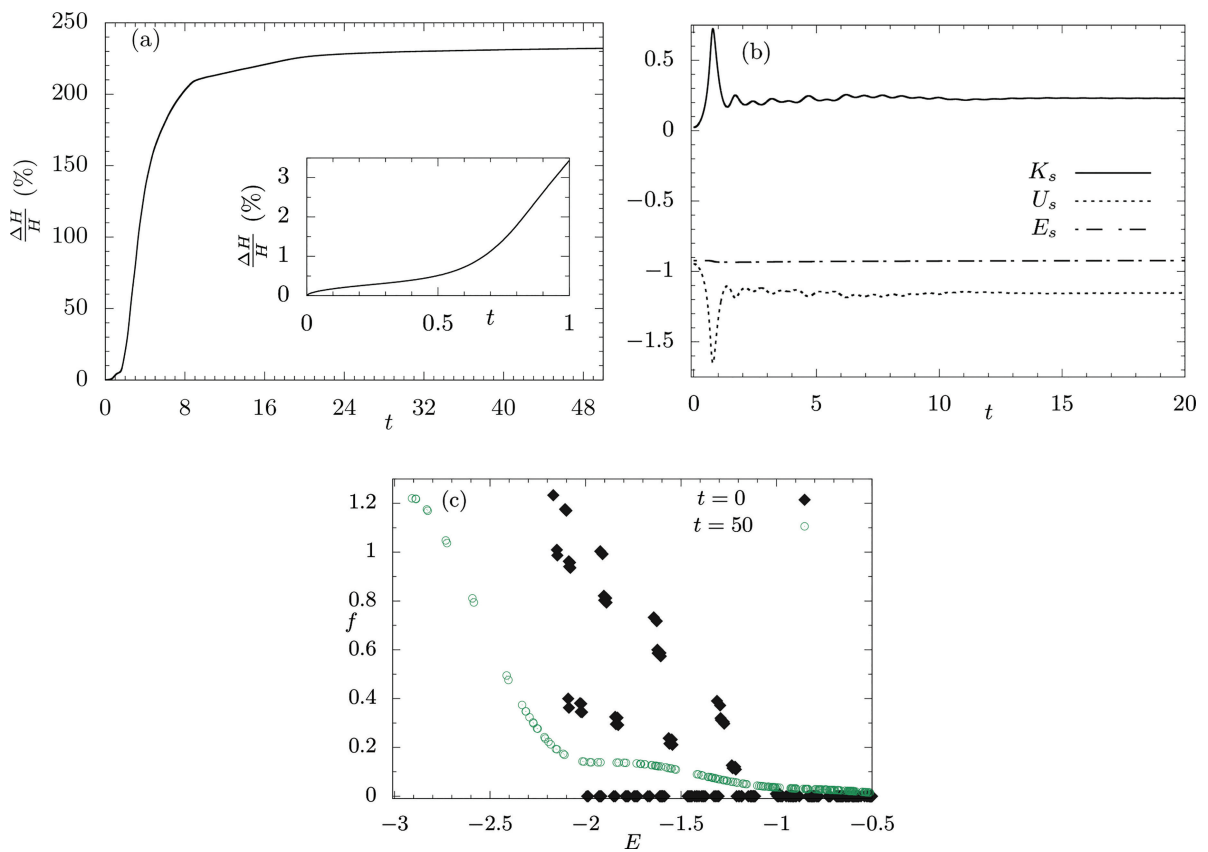 (a)
250
200
150
100
50
0
ΔH/H (%)
0 8 16 24 32 40 48
t
3
2
1
0
ΔH/H (%)
0 0.5 1
t
(b)
0.5
0
−0.5
−1
−1.5
K_s
U_s
E_s
0 5 10 15 20
t
(c)
t = 0
t = 50
1.2
1
0.8
0.6
0.4
0.2
0
f
−3 −2.5 −2 −1.5 −1 −0.5
E